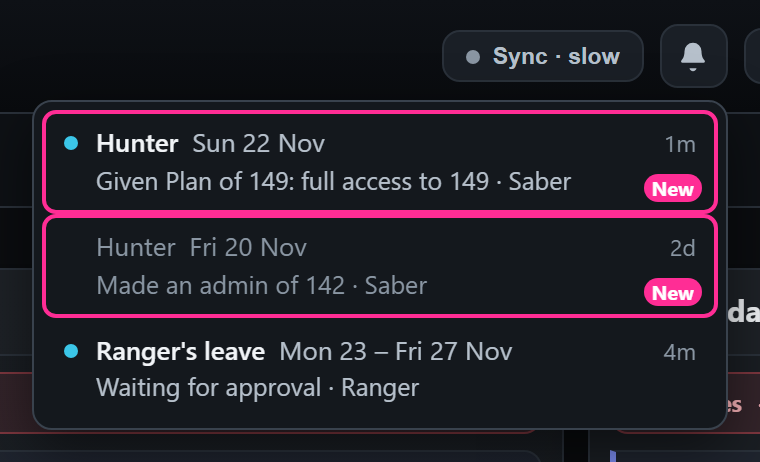 Sync · slow
Hunter Sun 22 Nov 1m
Given Plan of 149: full access to 149 · Saber
New
Hunter Fri 20 Nov 2d
Made an admin of 142 · Saber
New
da
Ranger's leave Mon 23 – Fri 27 Nov 4m
Waiting for approval · Ranger
es